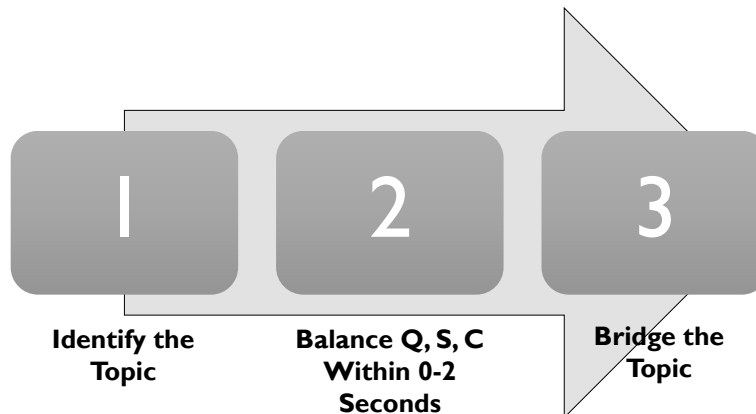 1
2
3
Identify the
Topic
Balance Q, S, C
Within 0-2
Seconds
Bridge the
Topic